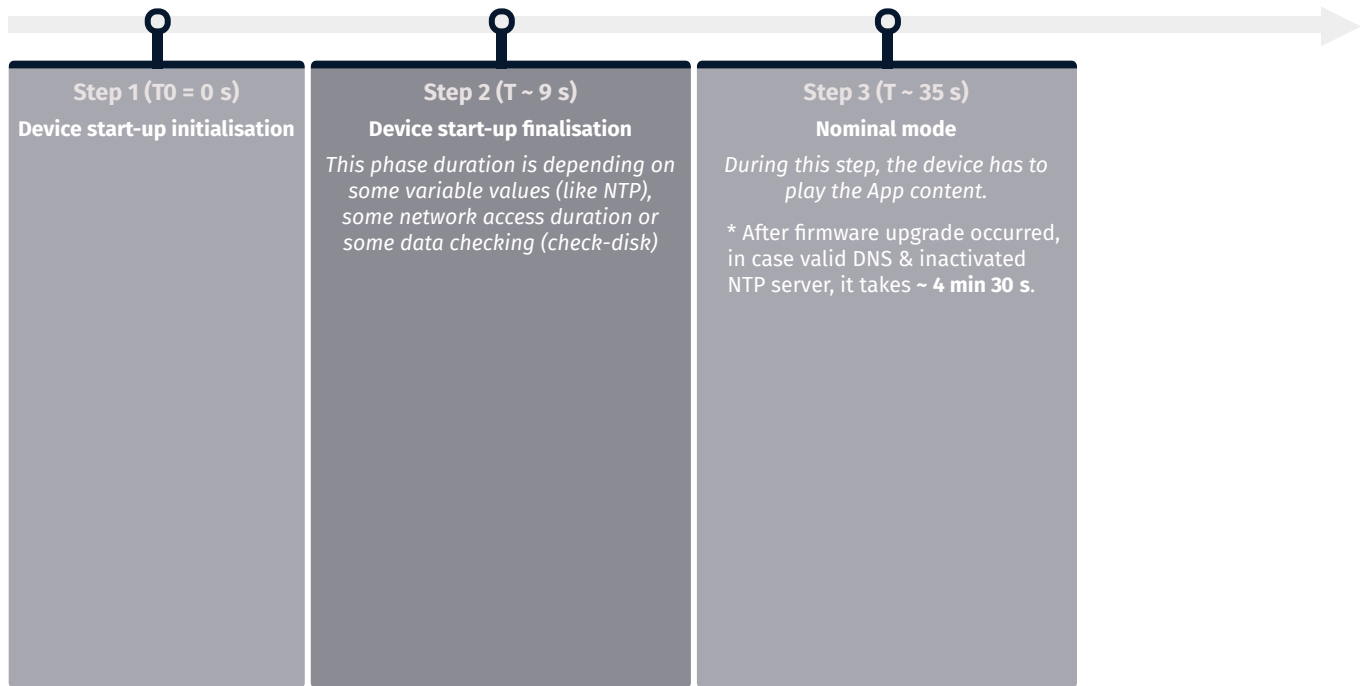 Step 1 (T0 = 0 s)
Device start-up initialisation
Step 2 (T ~ 9 s)
Device start-up finalisation
This phase duration is depending on
some variable values (like NTP),
some network access duration or
some data checking (check-disk)
Step 3 (T ~ 35 s)
Nominal mode
During this step, the device has to
play the App content.
* After firmware upgrade occurred,
in case valid DNS & inactivated
NTP server, it takes ~ 4 min 30 s.